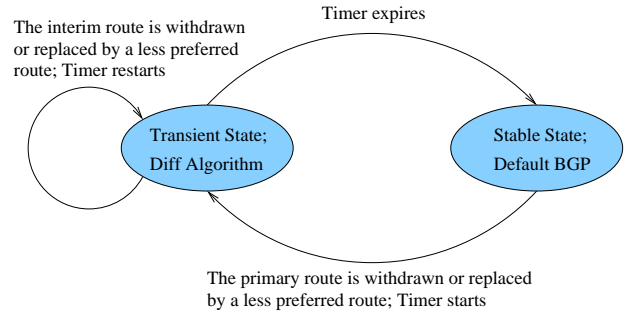 Timer expires
The interim route is withdrawn
or replaced by a less preferred
route; Timer restarts
Transient State;
Diff Algorithm
Stable State;
Default BGP
The primary route is withdrawn or replaced
by a less preferred route; Timer starts